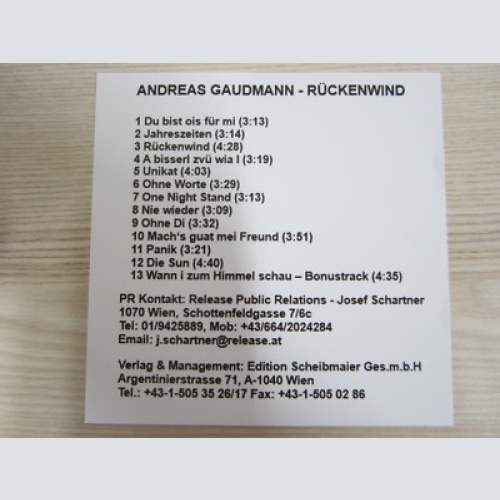 ANDREAS GAUDMANN - RÜCKENWIND
1 Du bist ois für mi (3:13)
2 Jahreszeiten (3:14)
3 Rückenwind (4:28)
4 A bisserl zvü wia I (3:19)
5 Unikat (4:03)
6 Ohne Worte (3:29)
7 One Night Stand (3:13)
8 Nie wieder (3:09)
9 Ohne Di (3:32)
10 Mach's guat mei Freund (3:51)
11 Panik (3:21)
12 Die Sun (4:40)
13 Wann i zum Himmel schau – Bonustrack (4:35)
PR Kontakt: Release Public Relations - Josef Schartner
1070 Wien, Schottenfeldgasse 7/6c
Tel: 01/9425889, Mob: +43/664/2024284
Email: j.schartner@release.at
Verlag & Management: Edition Scheibmaier Ges.m.b.H
Argentinierstrasse 71, A-1040 Wien
Tel.: +43-1-505 35 26/17 Fax: +43-1-505 02 86